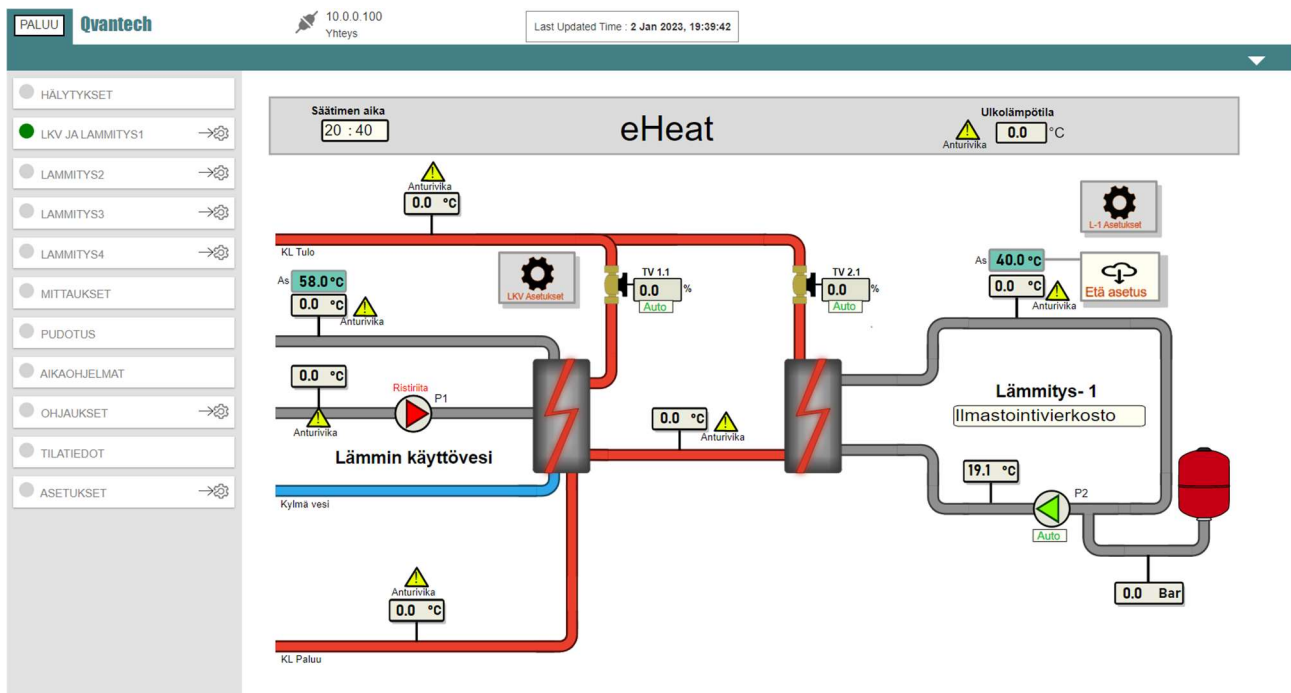 PALUU
Qvantech
10.0.0.100
Yhteys
Last Updated Time : 2 Jan 2023, 19:39:42
HÄLYTYKSET
LKV JA LAMMITYS1
LAMMITYS2
LAMMITYS3
LAMMITYS4
MITTAUKSET
PUDOTUS
AIKAOHJELMAT
OHJAUKSET
TILATIEDOT
ASETUKSET
Säätimen aika
20 : 40
eHeat
Ulkolämpötila
Anturivika
0.0 °C
Anturivika
0.0 °C
KL Tulo
As 58.0 °C
0.0 °C
Anturivika
LKV Asetukset
TV 1.1
0.0 %
Auto
TV 2.1
0.0 %
Auto
L-1 Asetukset
As 40.0 °C
0.0 °C
Anturivika
Etä asetus
0.0 °C
Anturivika
Ristiriita
P1
Lämmin käyttövesi
Kylmä vesi
0.0 °C
Anturivika
Lämmitys- 1
Ilmastointivierkosto
19.1 °C
P2
Auto
0.0 Bar
Anturivika
0.0 °C
KL Paluu